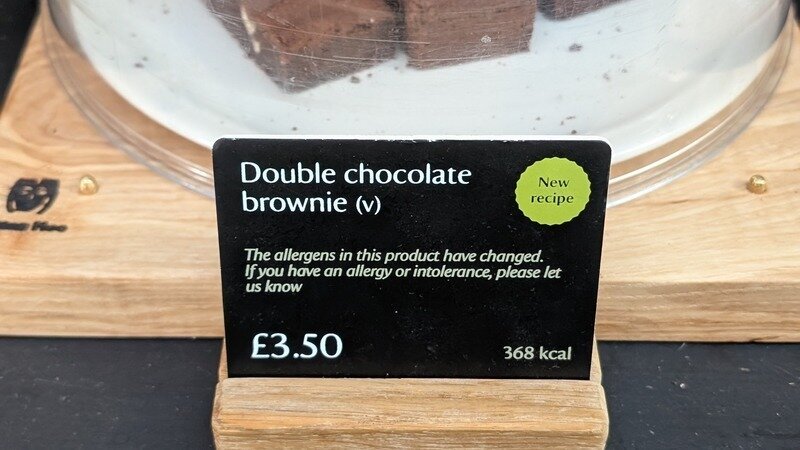 Double chocolate
brownie (v)
New
recipe
The allergens in this product have changed.
If you have an allergy or intolerance, please let
us know
£3.50
368 kcal